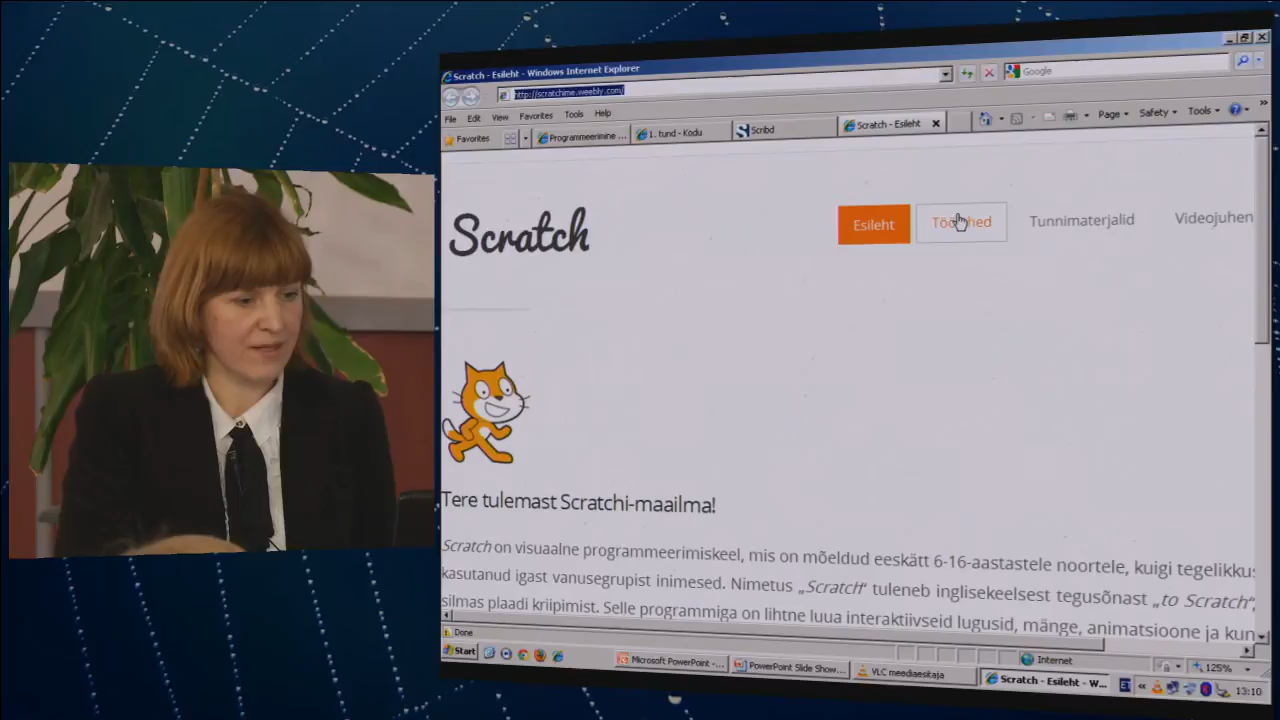 Scratch - Esileht - Windows Internet Explorer
http://scratchime.weebly.com/
Google
File Edit View Favorites Tools Help
Favorites
Programmeerimine ...
1. tund - Kodu
Scribd
Scratch - Esileht
Page
Safety
Tools
Scratch
Esileht
Tunnimaterjalid
Videojuhen
Tere tulemast Scratchi-maailma!
Scratch on visuaalne programmeerimiskeel, mis on mõeldud eeskätt 6-16-aastastele noortele, kuigi tegelikkus
kasutanud igast vanusegrupist inimesed. Nimetus „Scratch“ tuleneb inglisekeelsest tegusõnast „to Scratch“,
silmas plaadi kriipimist. Selle programmiga on lihtne luua interaktiivseid lugusid, mänge, animatsioone ja kun
Done
Internet
125%
Start
Microsoft PowerPoint -...
PowerPoint Slide Show...
VLC meediaesitaja
Scratch - Esileht - W...
ET
13:10